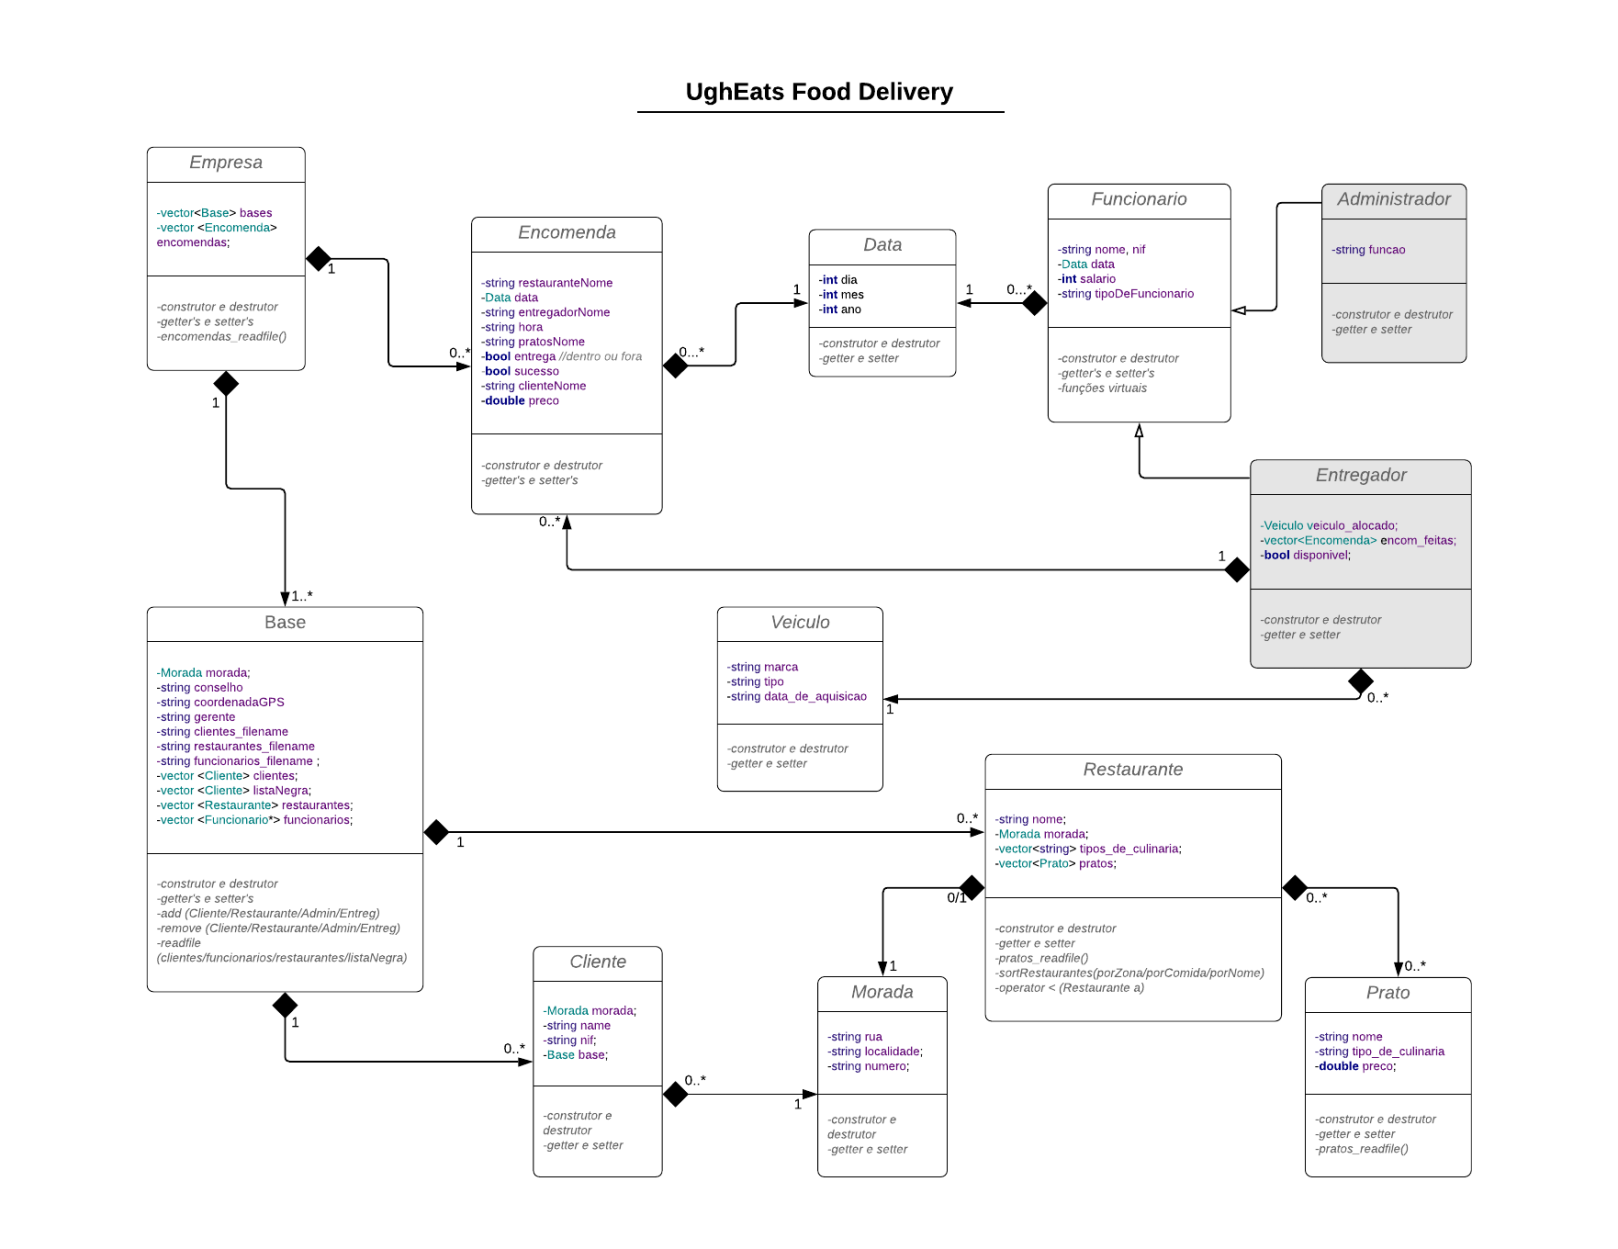 UghEats Food Delivery
Empresa
-vector<Base> bases
-vector <Encomenda>
encomendas;
-construtor e destrutor
-getter's e setter's
-encomendas_readfile()
1
1
0..*
Encomenda
-string restauranteNome
-Data data
-string entregadorNome
-string hora
-string pratosNome
-bool entrega //dentro ou fora
-bool sucesso
-string clienteNome
-double preco
-construtor e destrutor
-getter's e setter's
0...*
1
0..*
Data
-int dia
-int mes
-int ano
-construtor e destrutor
-getter e setter
1
0...*
Funcionario
-string nome, nif
-Data data
-int salario
-string tipoDeFuncionario
-construtor e destrutor
-getter's e setter's
-funções virtuais
Administrador
-string funcao
-construtor e destrutor
-getter e setter
Entregador
-Veiculo veiculo_alocado;
-vector<Encomenda> encom_feitas;
-bool disponivel;
-construtor e destrutor
-getter e setter
1
0..*
1..*
Base
-Morada morada;
-string conselho
-string coordenadaGPS
-string gerente
-string clientes_filename
-string restaurantes_filename
-string funcionarios_filename ;
-vector <Cliente> clientes;
-vector <Cliente> listaNegra;
-vector <Restaurante> restaurantes;
-vector <Funcionario*> funcionarios;
-construtor e destrutor
-getter's e setter's
-add (Cliente/Restaurante/Admin/Entreg)
-remove (Cliente/Restaurante/Admin/Entreg)
-readfile
(clientes/funcionarios/restaurantes/listaNegra)
1
1
Veiculo
-string marca
-string tipo
-string data_de_aquisicao
-construtor e destrutor
-getter e setter
1
0..*
Restaurante
-string nome;
-Morada morada;
-vector<string> tipos_de_culinaria;
-vector<Prato> pratos;
-construtor e destrutor
-getter e setter
-pratos_readfile()
-sortRestaurantes(porZona/porComida/porNome)
-operator < (Restaurante a)
0/1
0..*
0..*
Cliente
-Morada morada;
-string name
-string nif;
-Base base;
-construtor e
destrutor
-getter e setter
0..*
1
1
Morada
-string rua
-string localidade;
-string numero;
-construtor e
destrutor
-getter e setter
0..*
Prato
-string nome
-string tipo_de_culinaria
-double preco;
-construtor e destrutor
-getter e setter
-pratos_readfile()